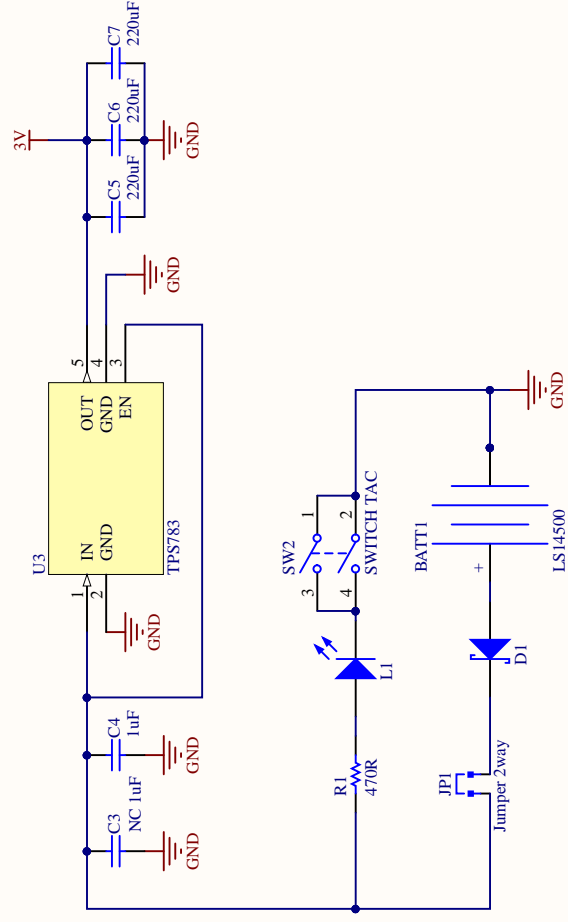 3V
C5
220uF
C6
220uF
C7
220uF
GND
GND
U3
TPS783
1
IN
2
GND
OUT
5
GND
4
EN
3
GND
C3
NC 1uF
GND
C4
1uF
GND
R1
470R
L1
SW2
SWITCH TAC
3
1
4
2
JP1
Jumper 2way
D1
BATT1
+
LS14500
GND